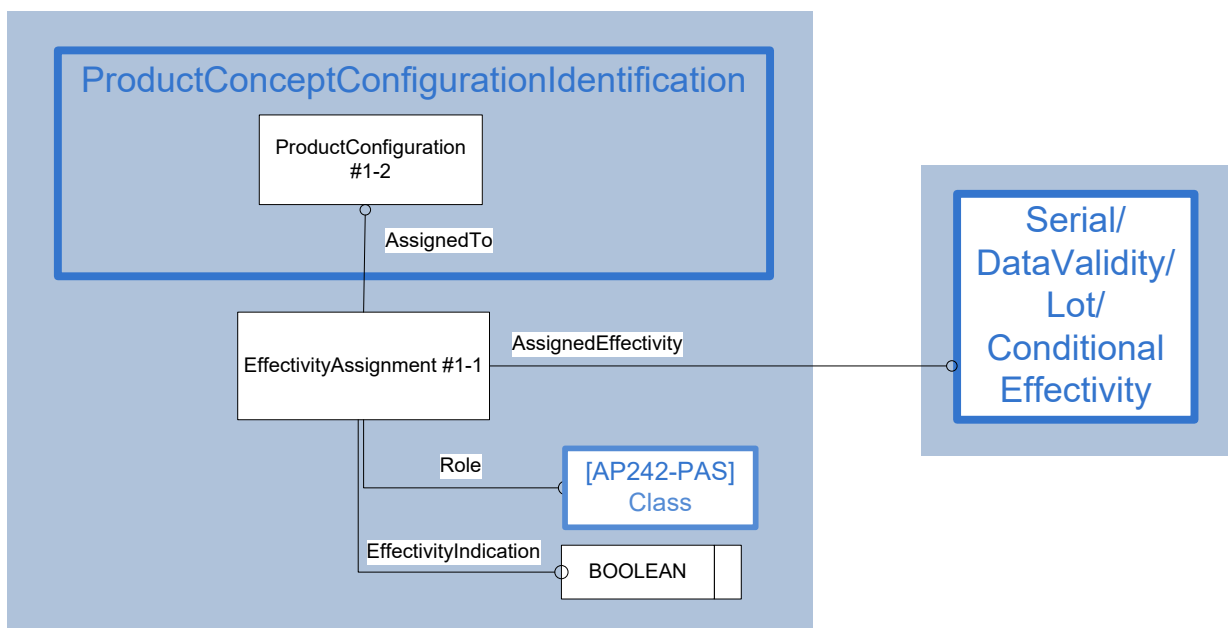 ProductConceptConfigurationIdentification
ProductConfiguration
#1-2
AssignedTo
EffectivityAssignment #1-1
AssignedEffectivity
Serial/
DataValidity/
Lot/
Conditional
Effectivity
Role
[AP242-PAS]
Class
EffectivityIndication
BOOLEAN